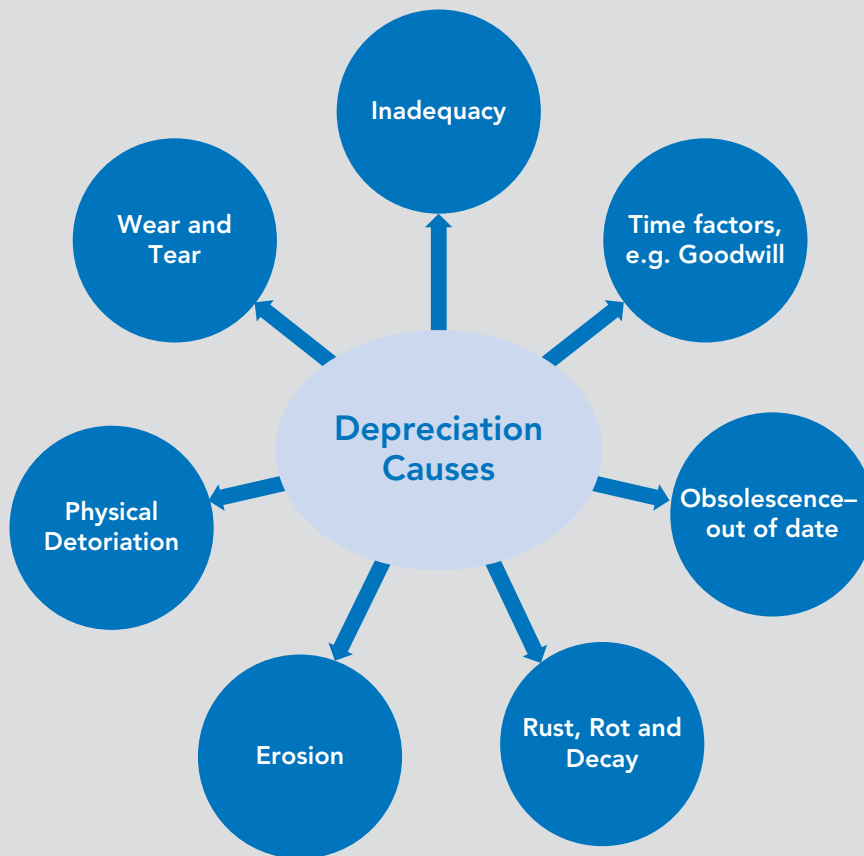 Inadequacy
Wear and
Tear
Time factors,
e.g. Goodwill
Depreciation
Causes
Obsolescence–
out of date
Physical
Detoriation
Rust, Rot and
Decay
Erosion